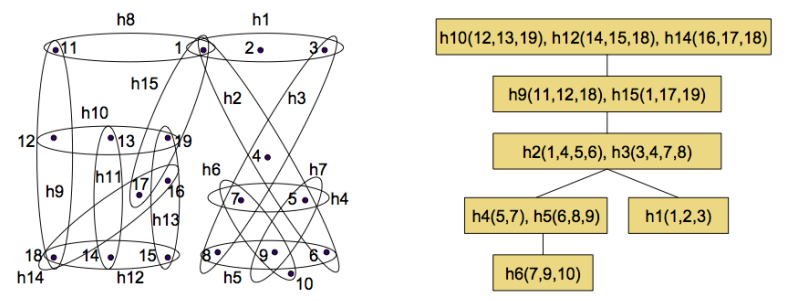 h8 h1
11 1 2 3
h15 h2 h3
h10
12 13 19 4
h11 17 16 h6 h7
h9 h13 7 5 h4
18 14 15 8 9 6
h14 h12 h5 10
h10(12,13,19), h12(14,15,18), h14(16,17,18)
h9(11,12,18), h15(1,17,19)
h2(1,4,5,6), h3(3,4,7,8)
h4(5,7), h5(6,8,9) h1(1,2,3)
h6(7,9,10)